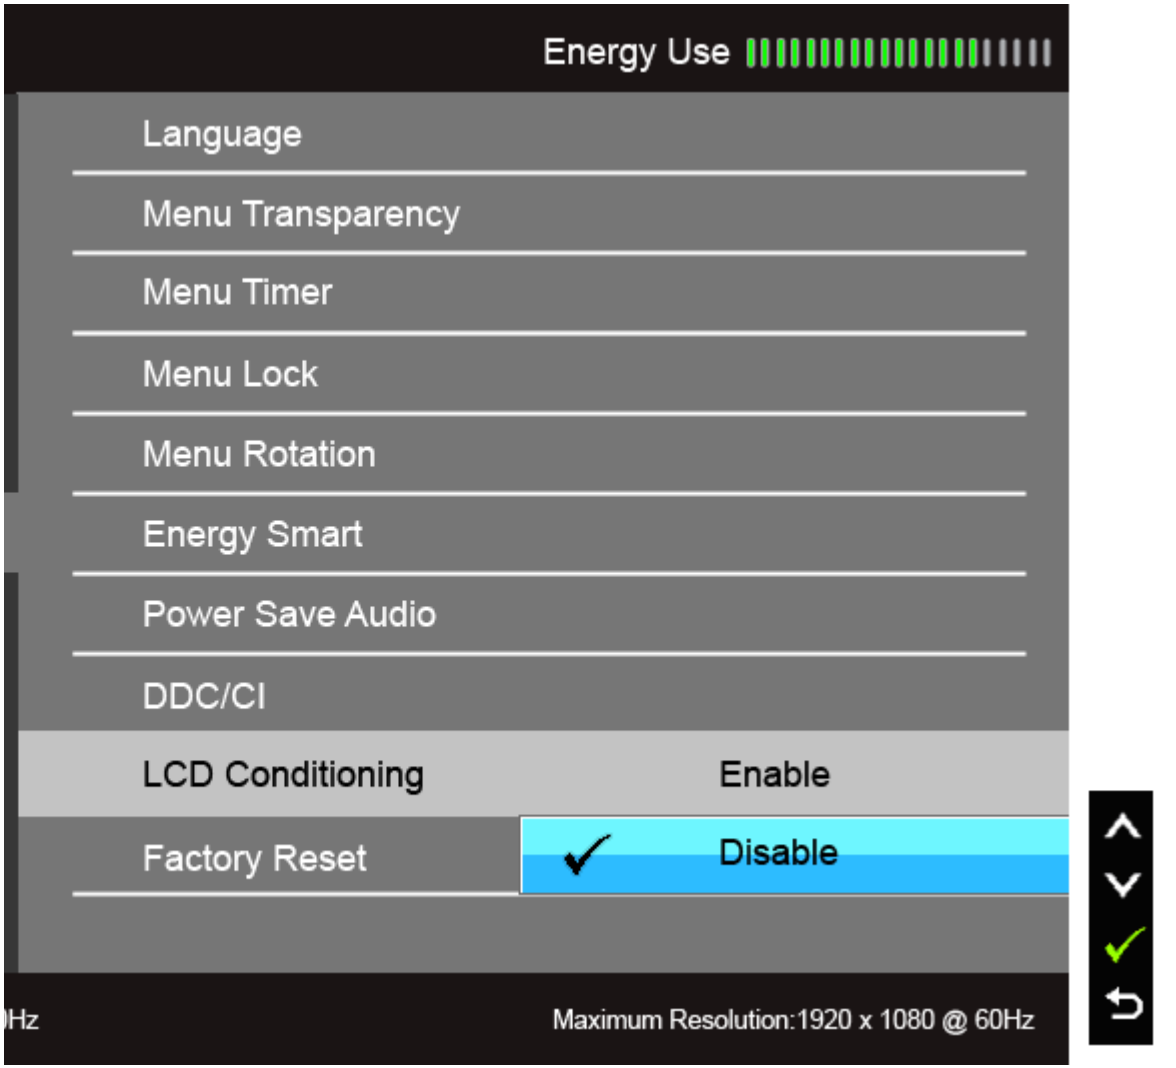 Energy Use
Language
Menu Transparency
Menu Timer
Menu Lock
Menu Rotation
Energy Smart
Power Save Audio
DDC/CI
LCD Conditioning Enable
Factory Reset Disable
Hz Maximum Resolution:1920 x 1080 @ 60Hz